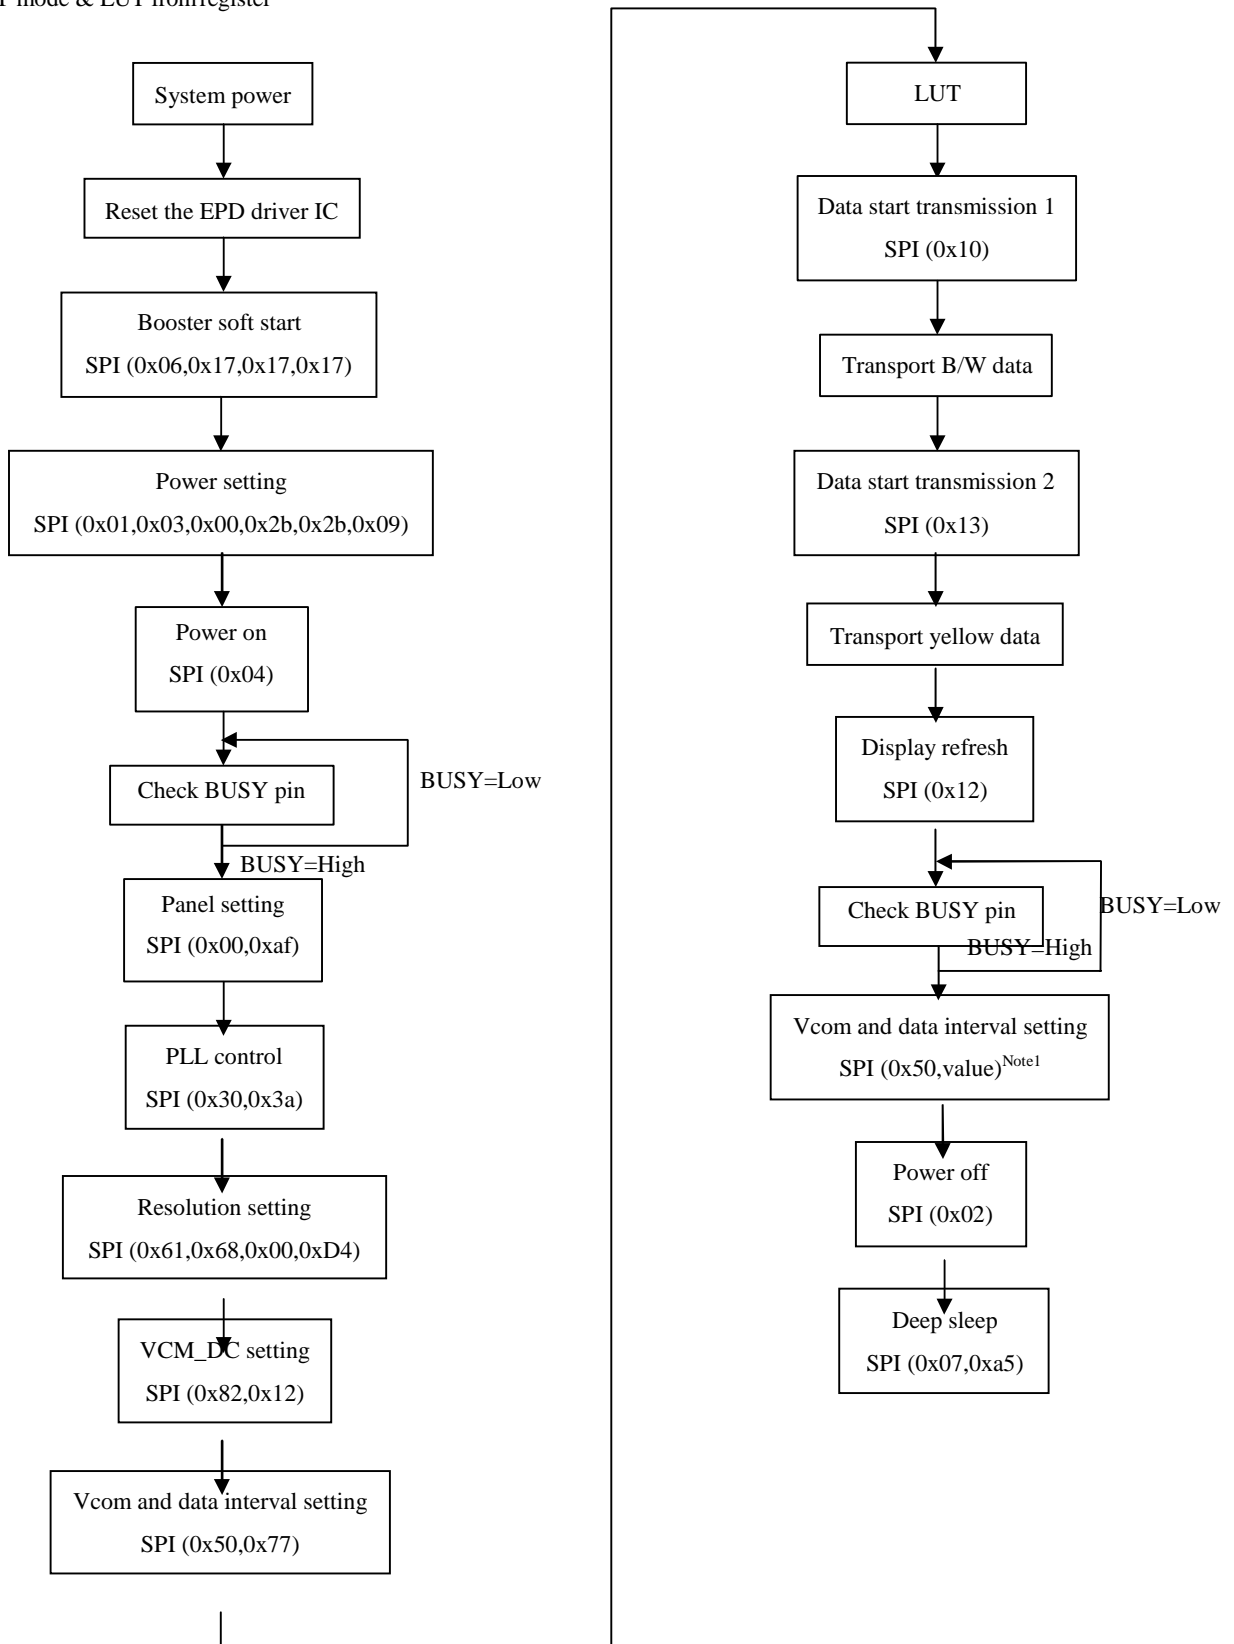 mode & LUT from register
System power
Reset the EPD driver IC
Booster soft start
SPI (0x06,0x17,0x17,0x17)
Power setting
SPI (0x01,0x03,0x00,0x2b,0x2b,0x09)
Power on
SPI (0x04)
BUSY=Low
Check BUSY pin
BUSY=High
Panel setting
SPI (0x00,0xaf)
PLL control
SPI (0x30,0x3a)
Resolution setting
SPI (0x61,0x68,0x00,0xD4)
VCM_DC setting
SPI (0x82,0x12)
Vcom and data interval setting
SPI (0x50,0x77)
LUT
Data start transmission 1
SPI (0x10)
Transport B/W data
Data start transmission 2
SPI (0x13)
Transport yellow data
Display refresh
SPI (0x12)
Check BUSY pin
BUSY=Low
BUSY=High
Vcom and data interval setting
SPI (0x50,value)Note1
Power off
SPI (0x02)
Deep sleep
SPI (0x07,0xa5)